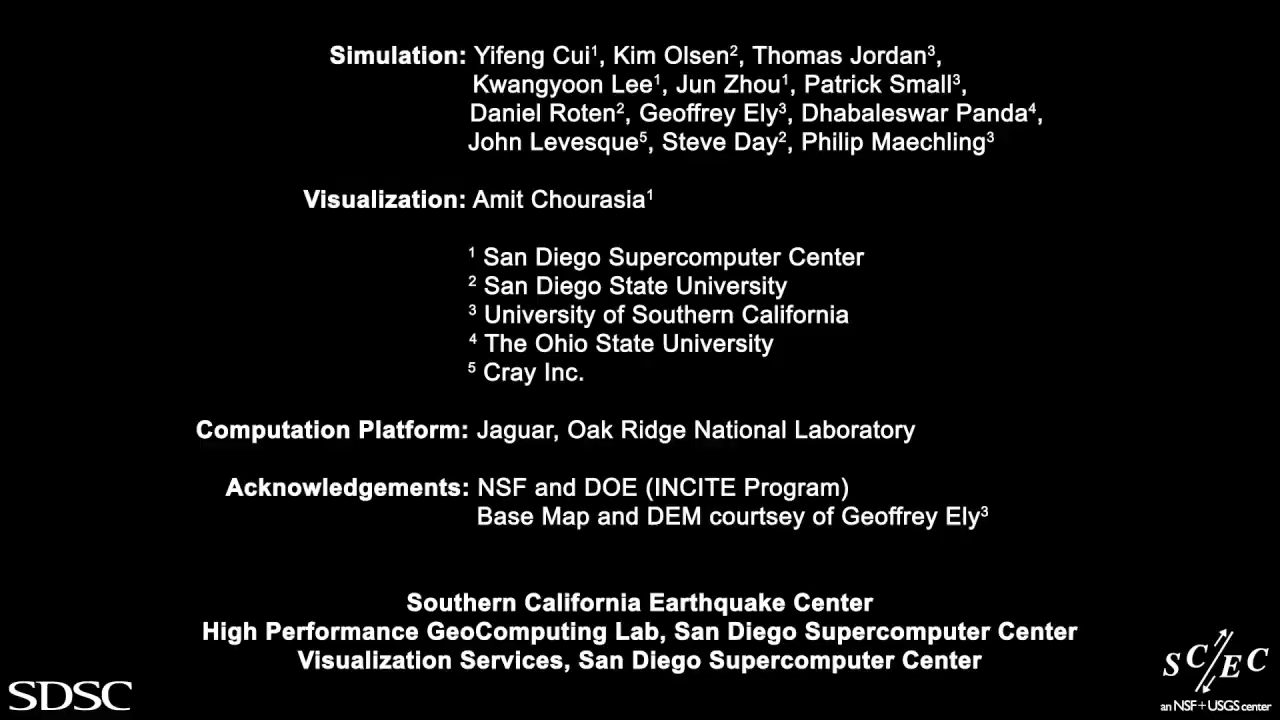 Simulation: Yifeng Cui¹, Kim Olsen², Thomas Jordan³,
Kwangyoon Lee¹, Jun Zhou¹, Patrick Small³,
Daniel Roten², Geoffrey Ely³, Dhabaleswar Panda⁴,
John Levesque⁵, Steve Day², Philip Maechling³
Visualization: Amit Chourasia¹
¹ San Diego Supercomputer Center
² San Diego State University
³ University of Southern California
⁴ The Ohio State University
⁵ Cray Inc.
Computation Platform: Jaguar, Oak Ridge National Laboratory
Acknowledgements: NSF and DOE (INCITE Program)
Base Map and DEM courtsey of Geoffrey Ely³
Southern California Earthquake Center
High Performance GeoComputing Lab, San Diego Supercomputer Center
Visualization Services, San Diego Supercomputer Center
SDSC
SC/EC
an NSF+USGS center